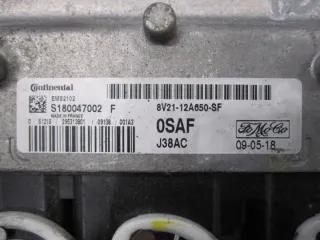 Continental
EMS2102
S180047002 F
MADE IN FRANCE
8V21-12A650-SF
0SAF
J38AC
FoMoCo
09-05-18